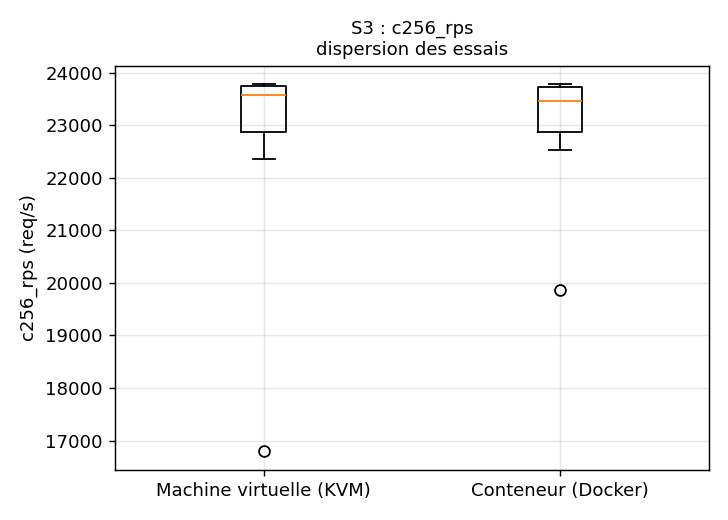 S3 : c256_rps
dispersion des essais
24000
23000
22000
21000
20000
19000
18000
17000
c256_rps (req/s)
Machine virtuelle (KVM)
Conteneur (Docker)